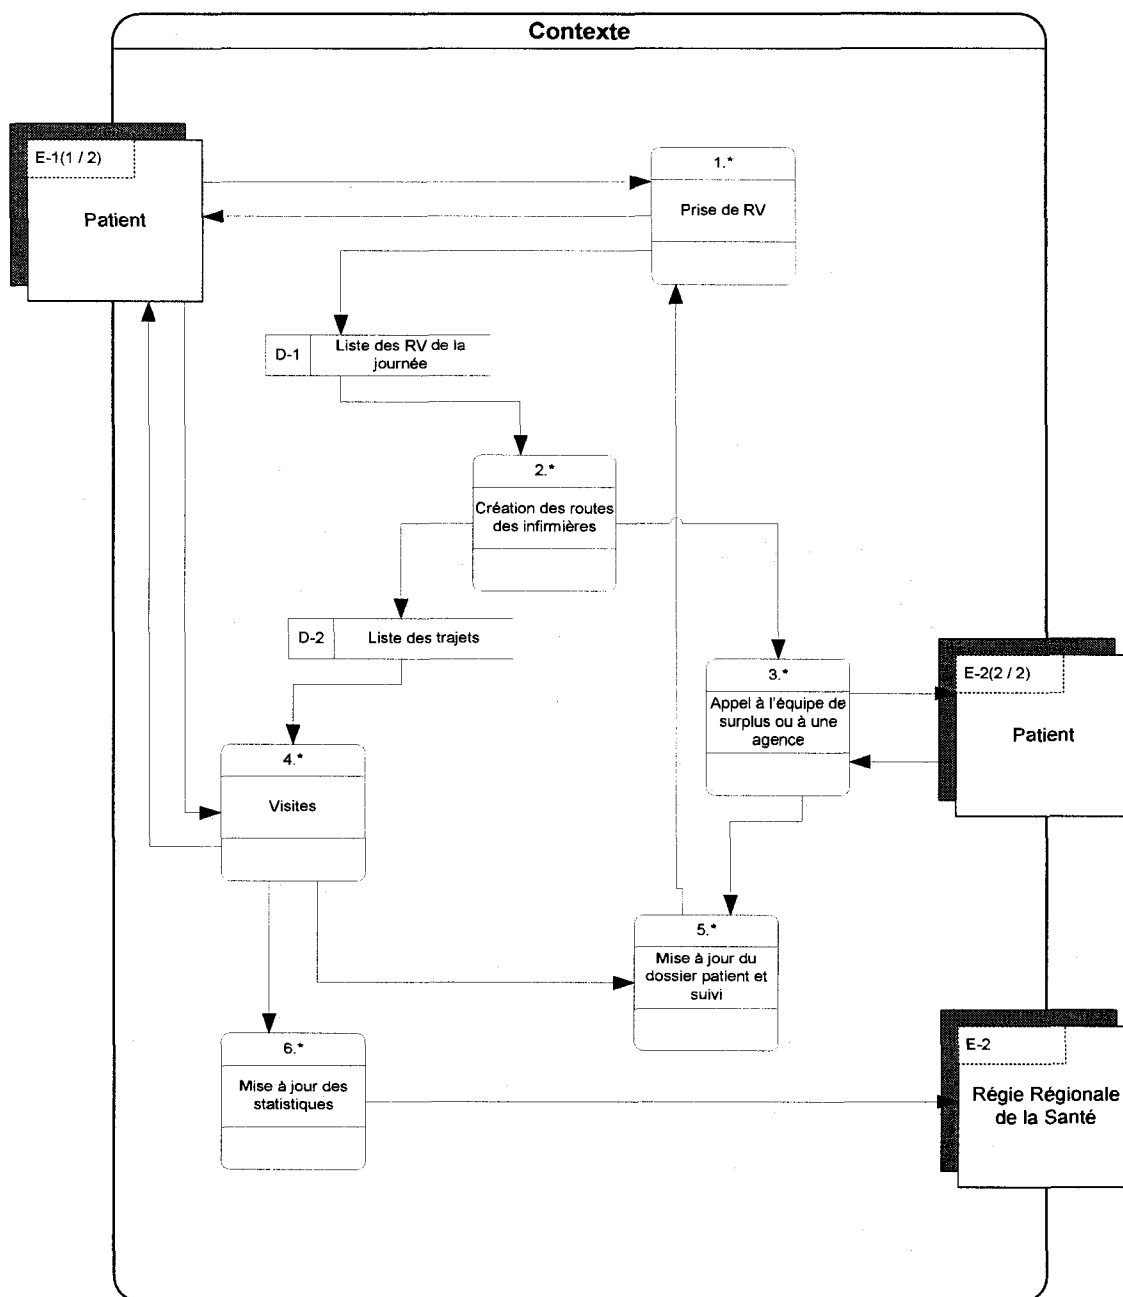 Contexte
E-1(1 / 2)
Patient
1.*
Prise de RV
D-1
Liste des RV de la
journée
2.*
Création des routes
des infirmières
D-2
Liste des trajets
3.*
Appel à l'équipe de
surplus ou à une
agence
E-2(2 / 2)
Patient
4.*
Visites
5.*
Mise à jour du
dossier patient et
suivi
6.*
Mise à jour des
statistiques
E-2
Régie Régionale
de la Santé